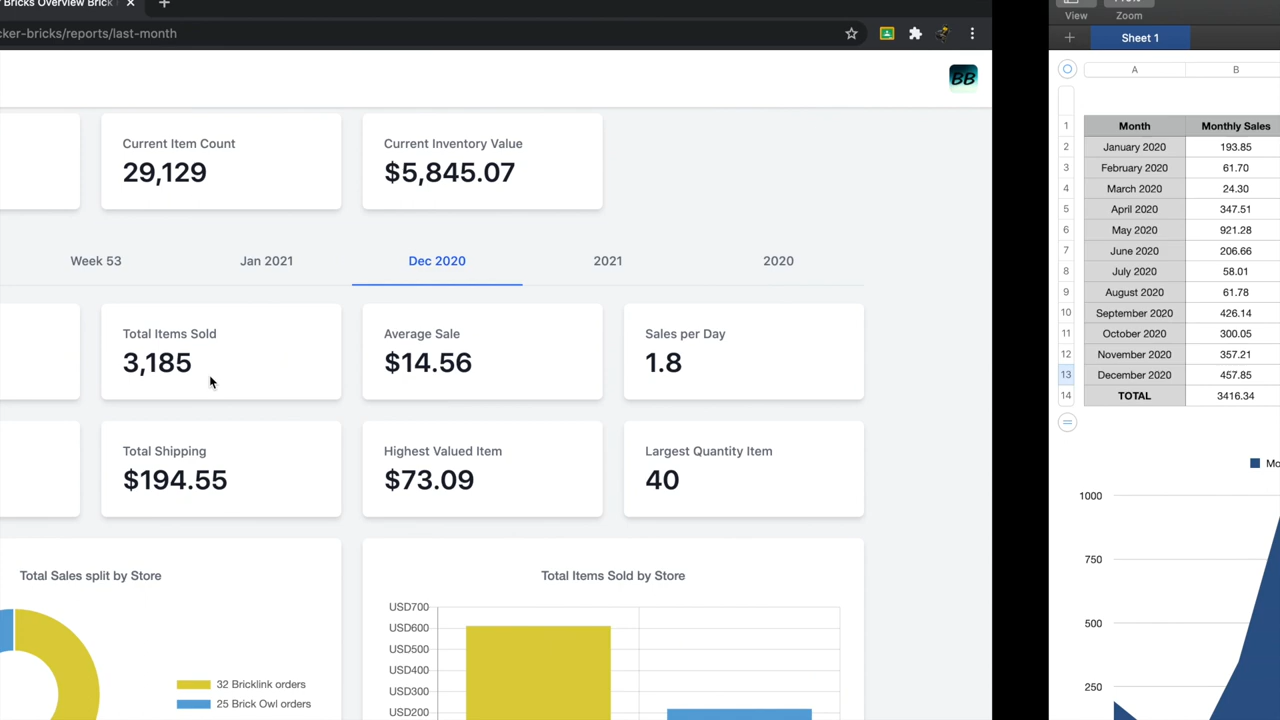 Bricks Overview Brick
cker-bricks/reports/last-month
BB
Current Item Count
29,129
Current Inventory Value
$5,845.07
Week 53
Jan 2021
Dec 2020
2021
2020
Total Items Sold
3,185
Average Sale
$14.56
Sales per Day
1.8
Total Shipping
$194.55
Highest Valued Item
$73.09
Largest Quantity Item
40
Total Sales split by Store
32 Bricklink orders
25 Brick Owl orders
Total Items Sold by Store
USD700
USD600
USD500
USD400
USD300
USD200
View
Zoom
Sheet 1
A B
Month Monthly Sales
1
2 January 2020 193.85
3 February 2020 61.70
4 March 2020 24.30
5 April 2020 347.51
6 May 2020 921.28
7 June 2020 206.66
8 July 2020 58.01
9 August 2020 61.78
10 September 2020 426.14
11 October 2020 300.05
12 November 2020 357.21
13 December 2020 457.85
14 TOTAL 3416.34
Mo
1000
750
500
250